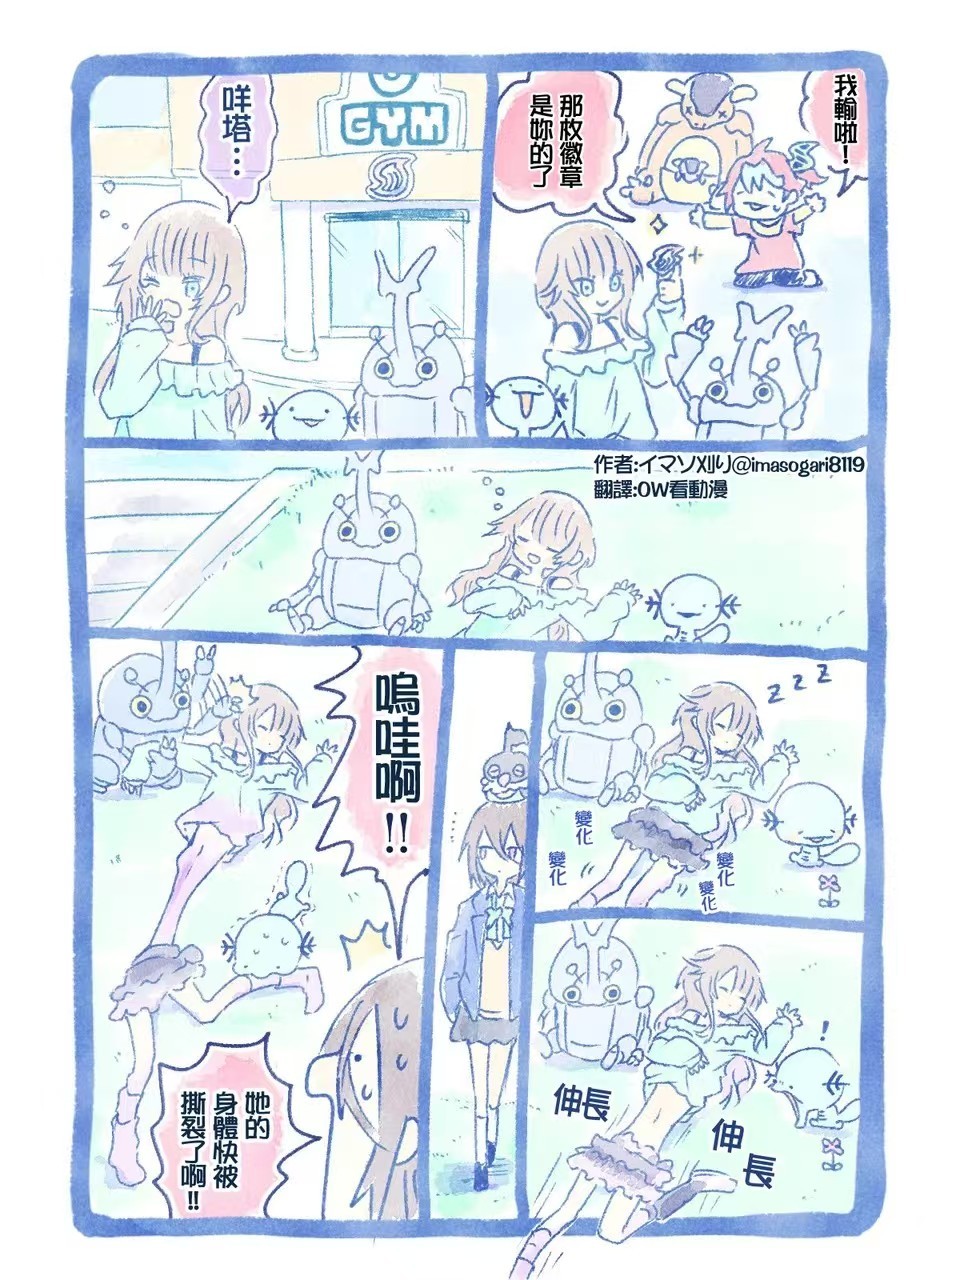 我輸啦！
那枚徽章
是妳的了
咩塔…
GYM
作者:イマソ刈り@imasogari8119
翻譯:OW看動漫
z z z
變化
變化
變化
變化
!
伸長
伸長
嗚哇啊!!
她的
身體快被
撕裂了啊!!